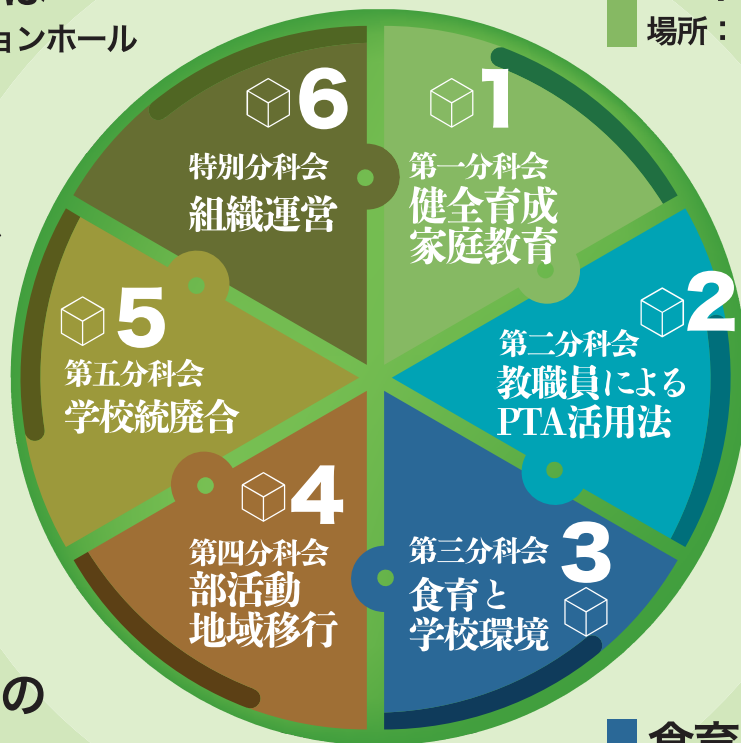 ョンホール
場所：
6
特別分科会
組織運営
1
第一分科会
健全育成
家庭教育
2
第二分科会
教職員による
PTA活用法
3
第三分科会
食育と
学校環境
4
第四分科会
部活動
地域移行
5
第五分科会
学校統廃合
の
食育